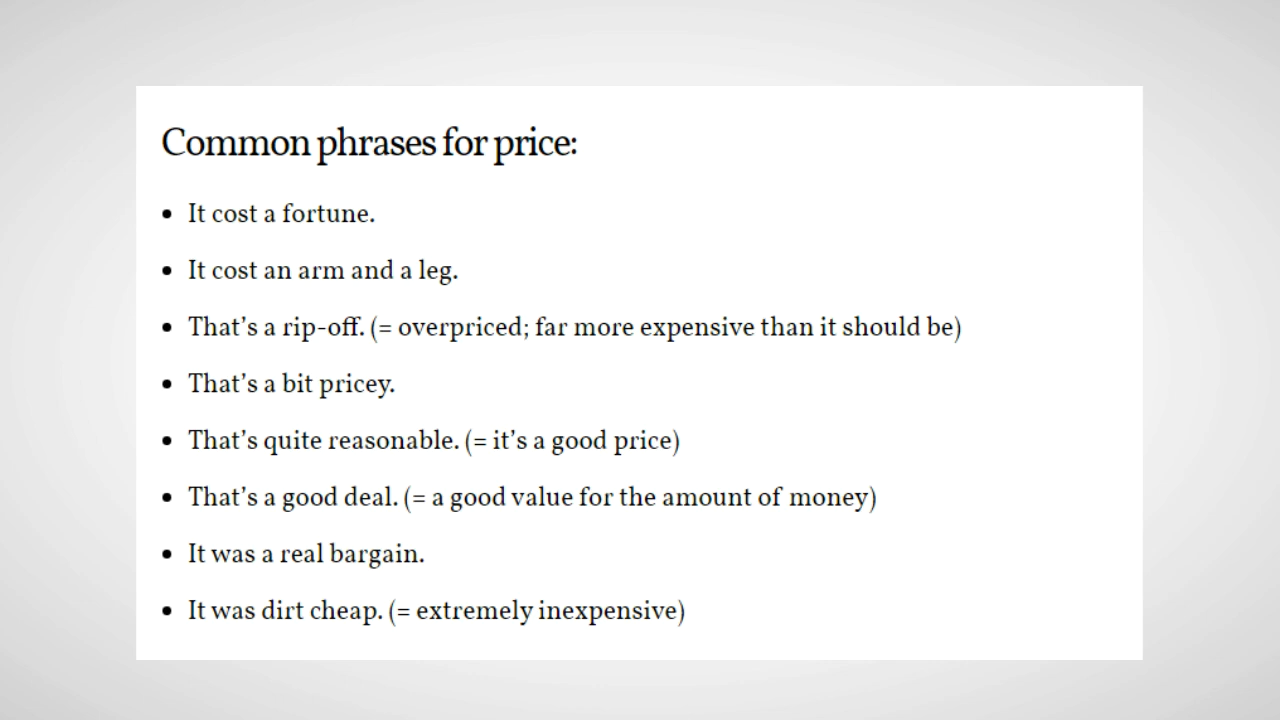 Common phrases for price:
• It cost a fortune.
• It cost an arm and a leg.
• That’s a rip-off. (= overpriced; far more expensive than it should be)
• That’s a bit pricey.
• That’s quite reasonable. (= it’s a good price)
• That’s a good deal. (= a good value for the amount of money)
• It was a real bargain.
• It was dirt cheap. (= extremely inexpensive)